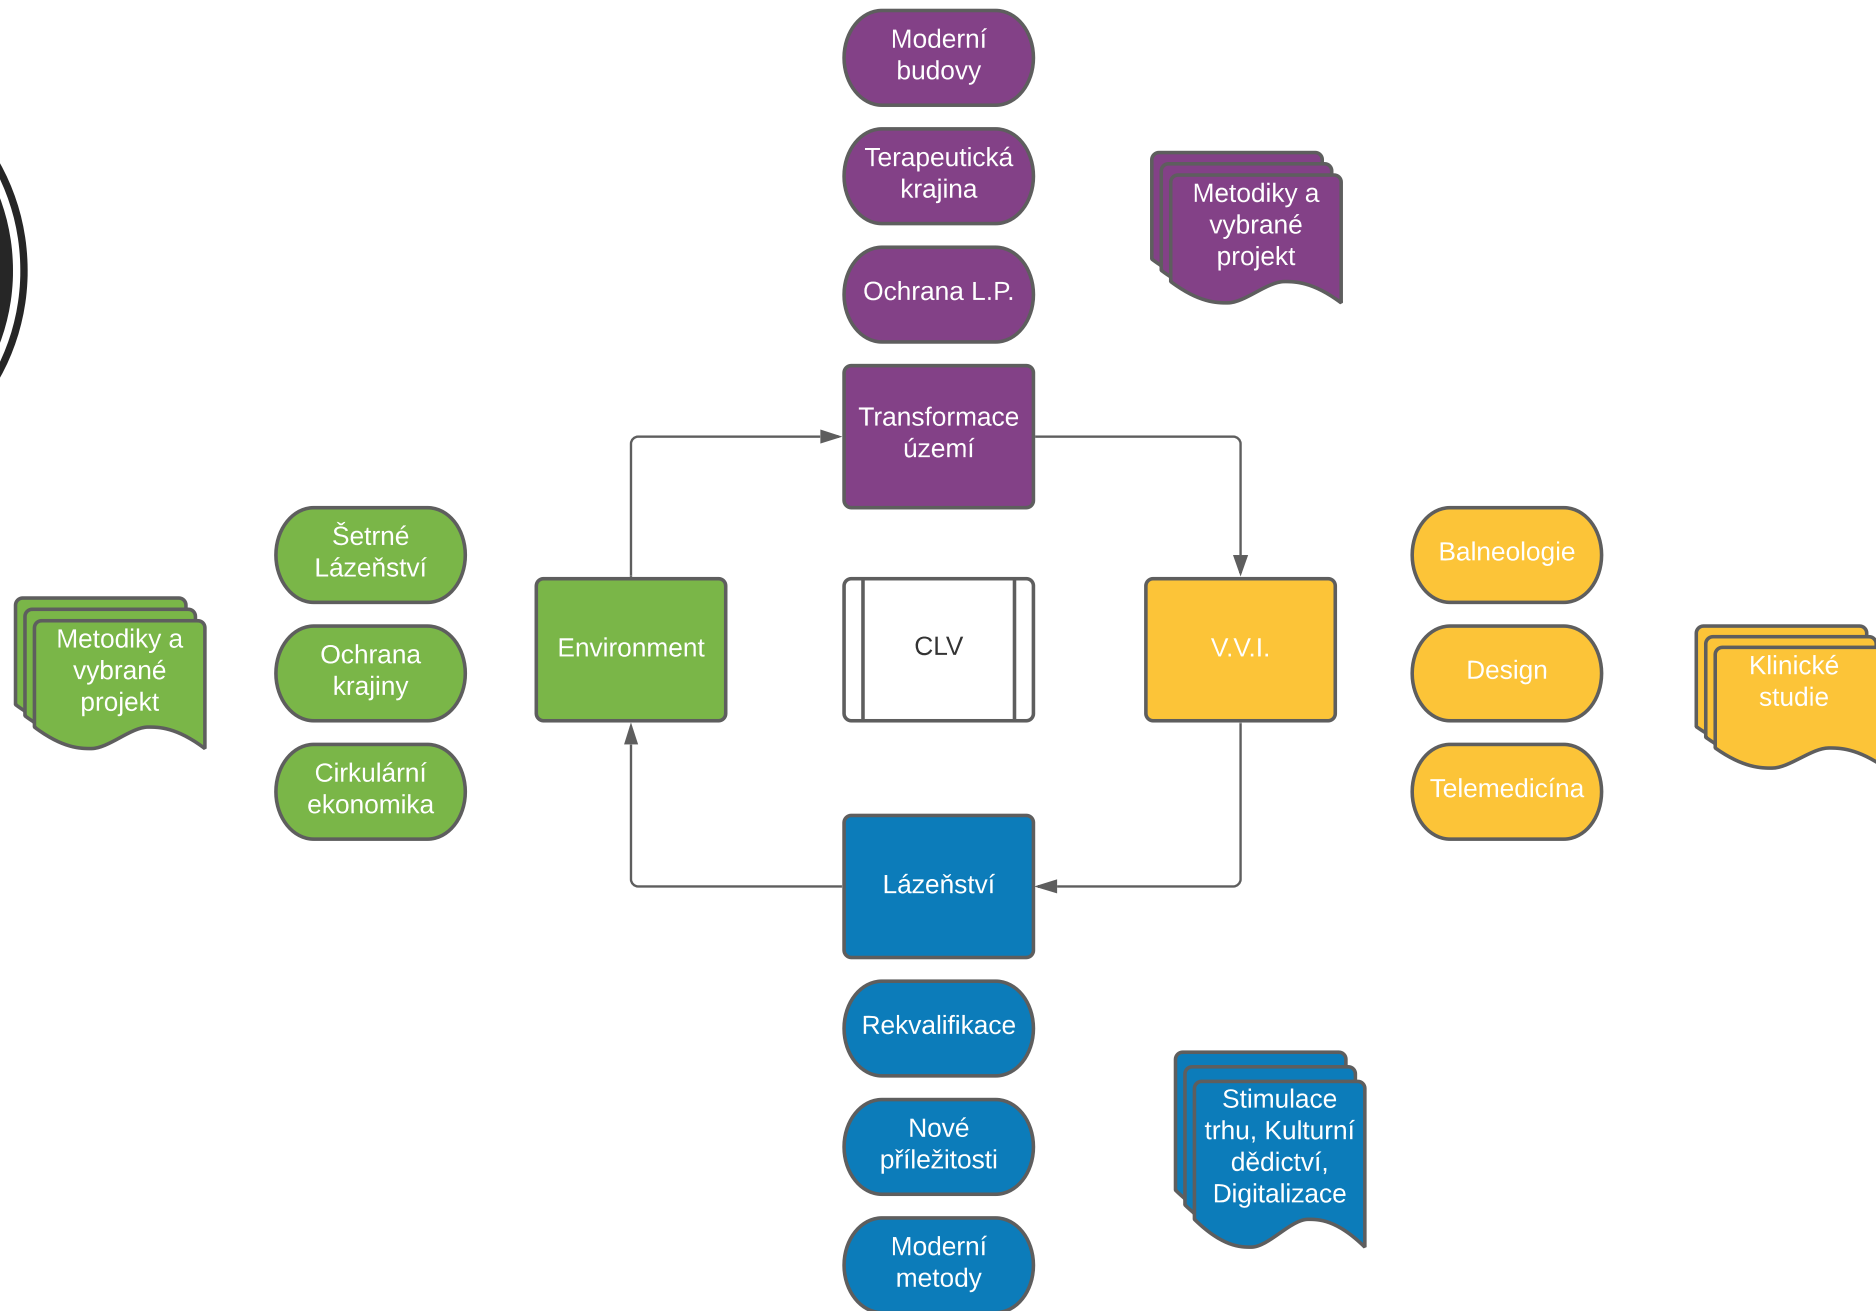 Moderní
budovy
Terapeutická
krajina
Metodiky a
vybrané
projekt
Ochrana L.P.
Transformace
území
Šetrné
Lázeňství
Balneologie
Metodiky a
vybrané
projekt
Ochrana
krajiny
Environment
CLV
V.V.I.
Design
Klinické
studie
Cirkulární
ekonomika
Telemedicína
Lázeňství
Rekvalifikace
Nové
příležitosti
Stimulace
trhu, Kulturní
dědictví,
Digitalizace
Moderní
metody